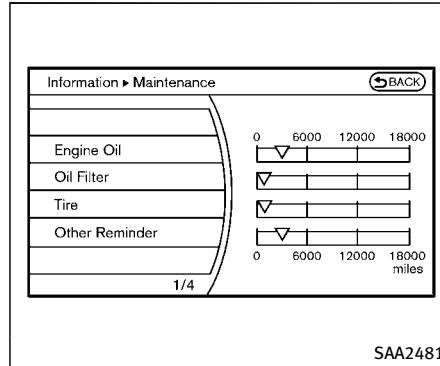 Information ▸ Maintenance
BACK
0 6000 12000 18000
Engine Oil
Oil Filter
Tire
Other Reminder
0 6000 12000 18000
miles
1/4
SAA2481